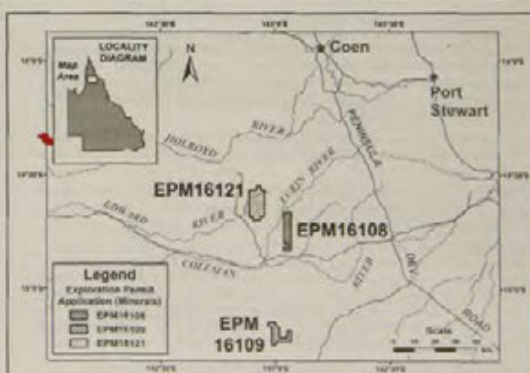 LOCALITY
DIAGRAM
Map
Area
N
Coen
Port
Stewart
HOLROYD
RIVER
PENINSULA
LUKIN RIVER
EPM16121
EDWARD
RIVER
EPM16108
COLEMAN
RIVER
DEV.
ROAD
Legend
Exploration Permit
Application (Minerals)
EPM16108
EPM16109
EPM16121
EPM
16109
Scale